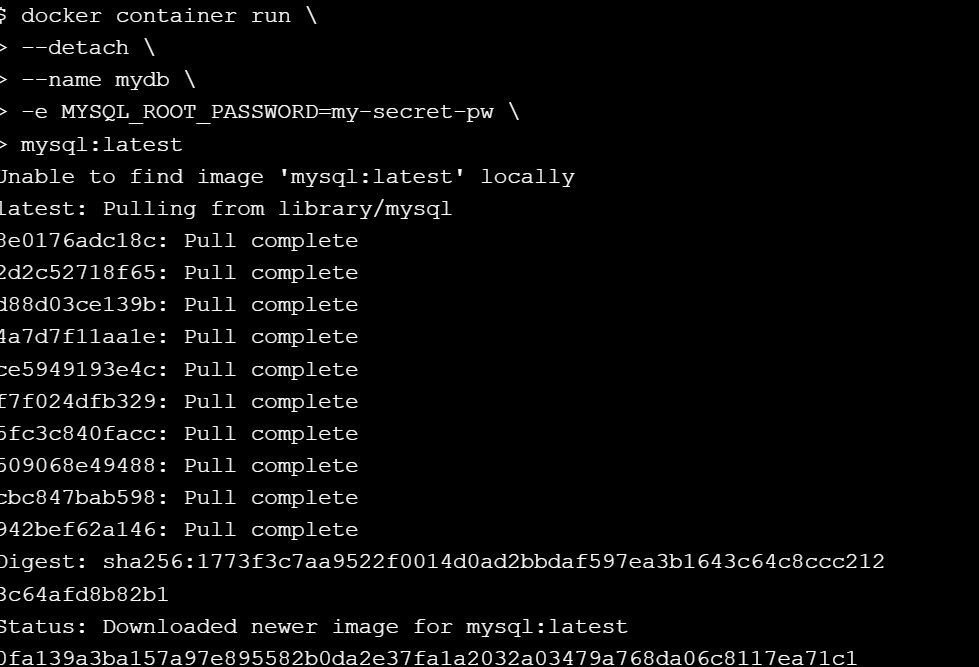 $ docker container run \
> --detach \
> --name mydb \
> -e MYSQL_ROOT_PASSWORD=my-secret-pw \
> mysql:latest
Unable to find image 'mysql:latest' locally
latest: Pulling from library/mysql
8e0176adc18c: Pull complete
2d2c52718f65: Pull complete
d88d03ce139b: Pull complete
4a7d7f11aa1e: Pull complete
ce5949193e4c: Pull complete
f7f024dfb329: Pull complete
5fc3c840facc: Pull complete
509068e49488: Pull complete
cbc847bab598: Pull complete
942bef62a146: Pull complete
Digest: sha256:1773f3c7aa9522f0014d0ad2bbdaf597ea3b1643c64c8ccc212
3c64afd8b82b1
Status: Downloaded newer image for mysql:latest
0fa139a3ba157a97e895582b0da2e37fa1a2032a03479a768da06c8117ea71c1